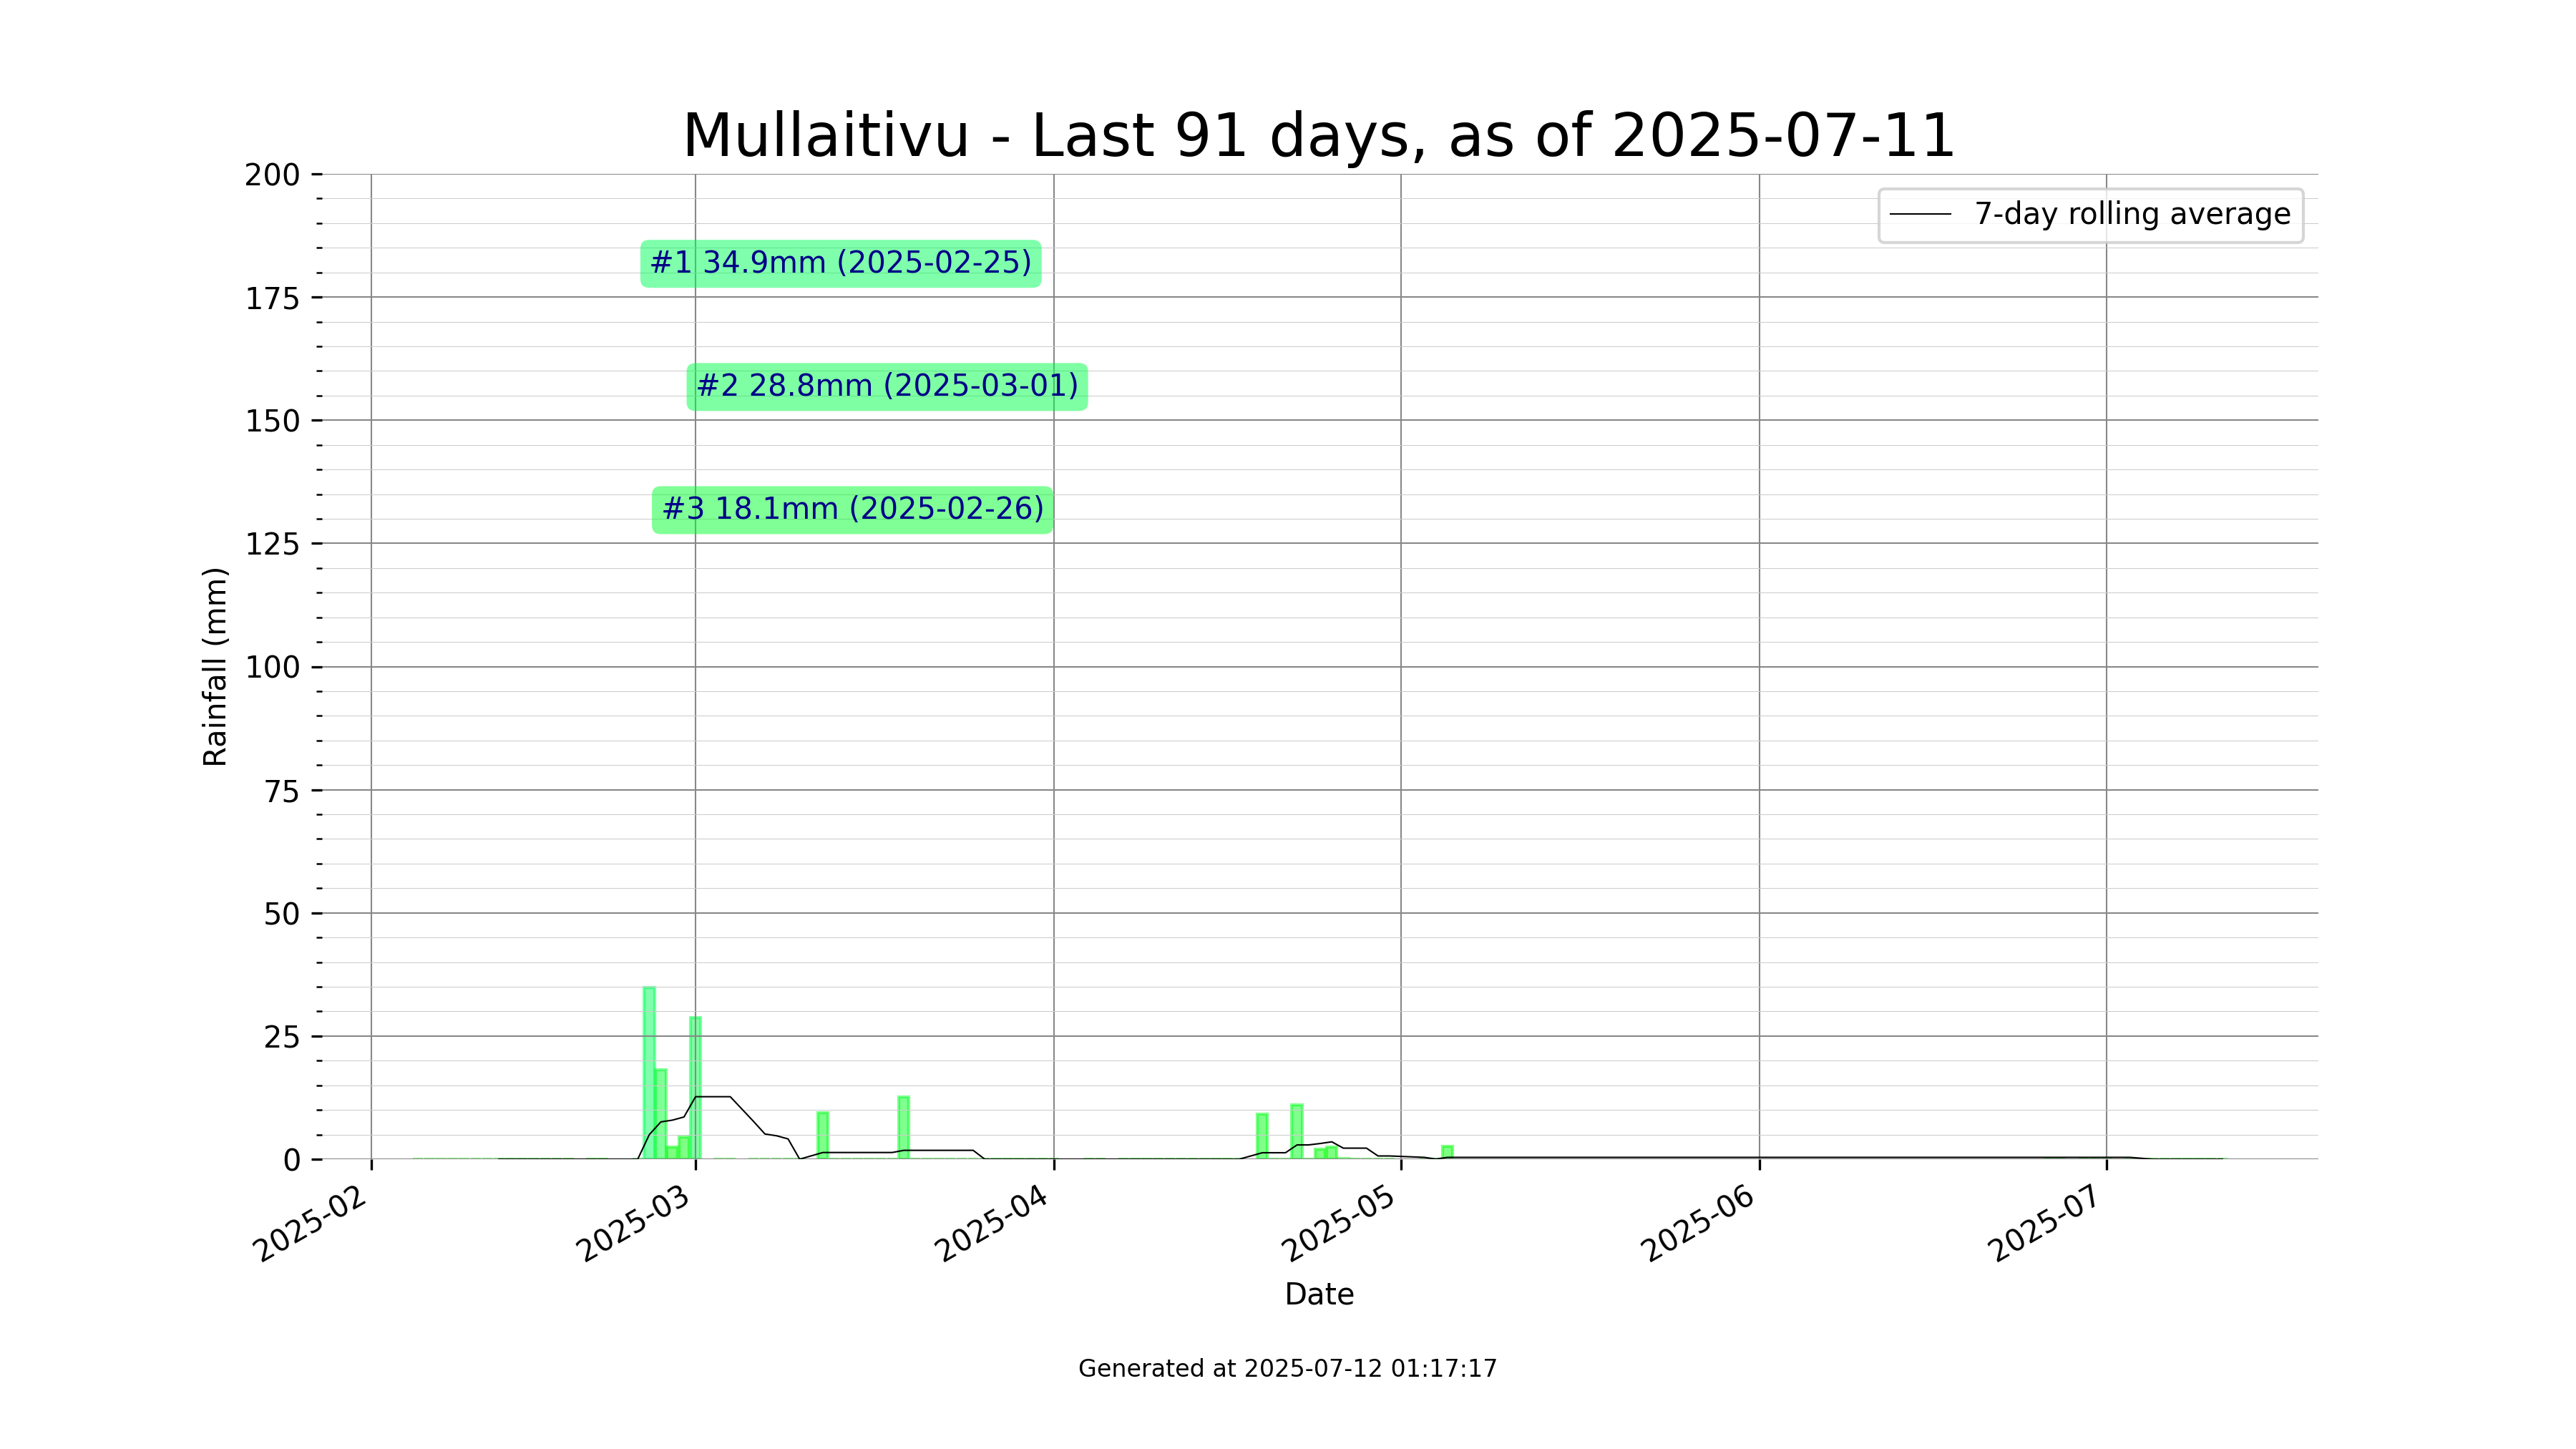 Mullaitivu - Last 91 days, as of 2025-07-11
7-day rolling average
#1 34.9mm (2025-02-25)
#2 28.8mm (2025-03-01)
#3 18.1mm (2025-02-26)
Rainfall (mm)
200
175
150
125
100
75
50
25
0
2025-02
2025-03
2025-04
2025-05
2025-06
2025-07
Date
Generated at 2025-07-12 01:17:17